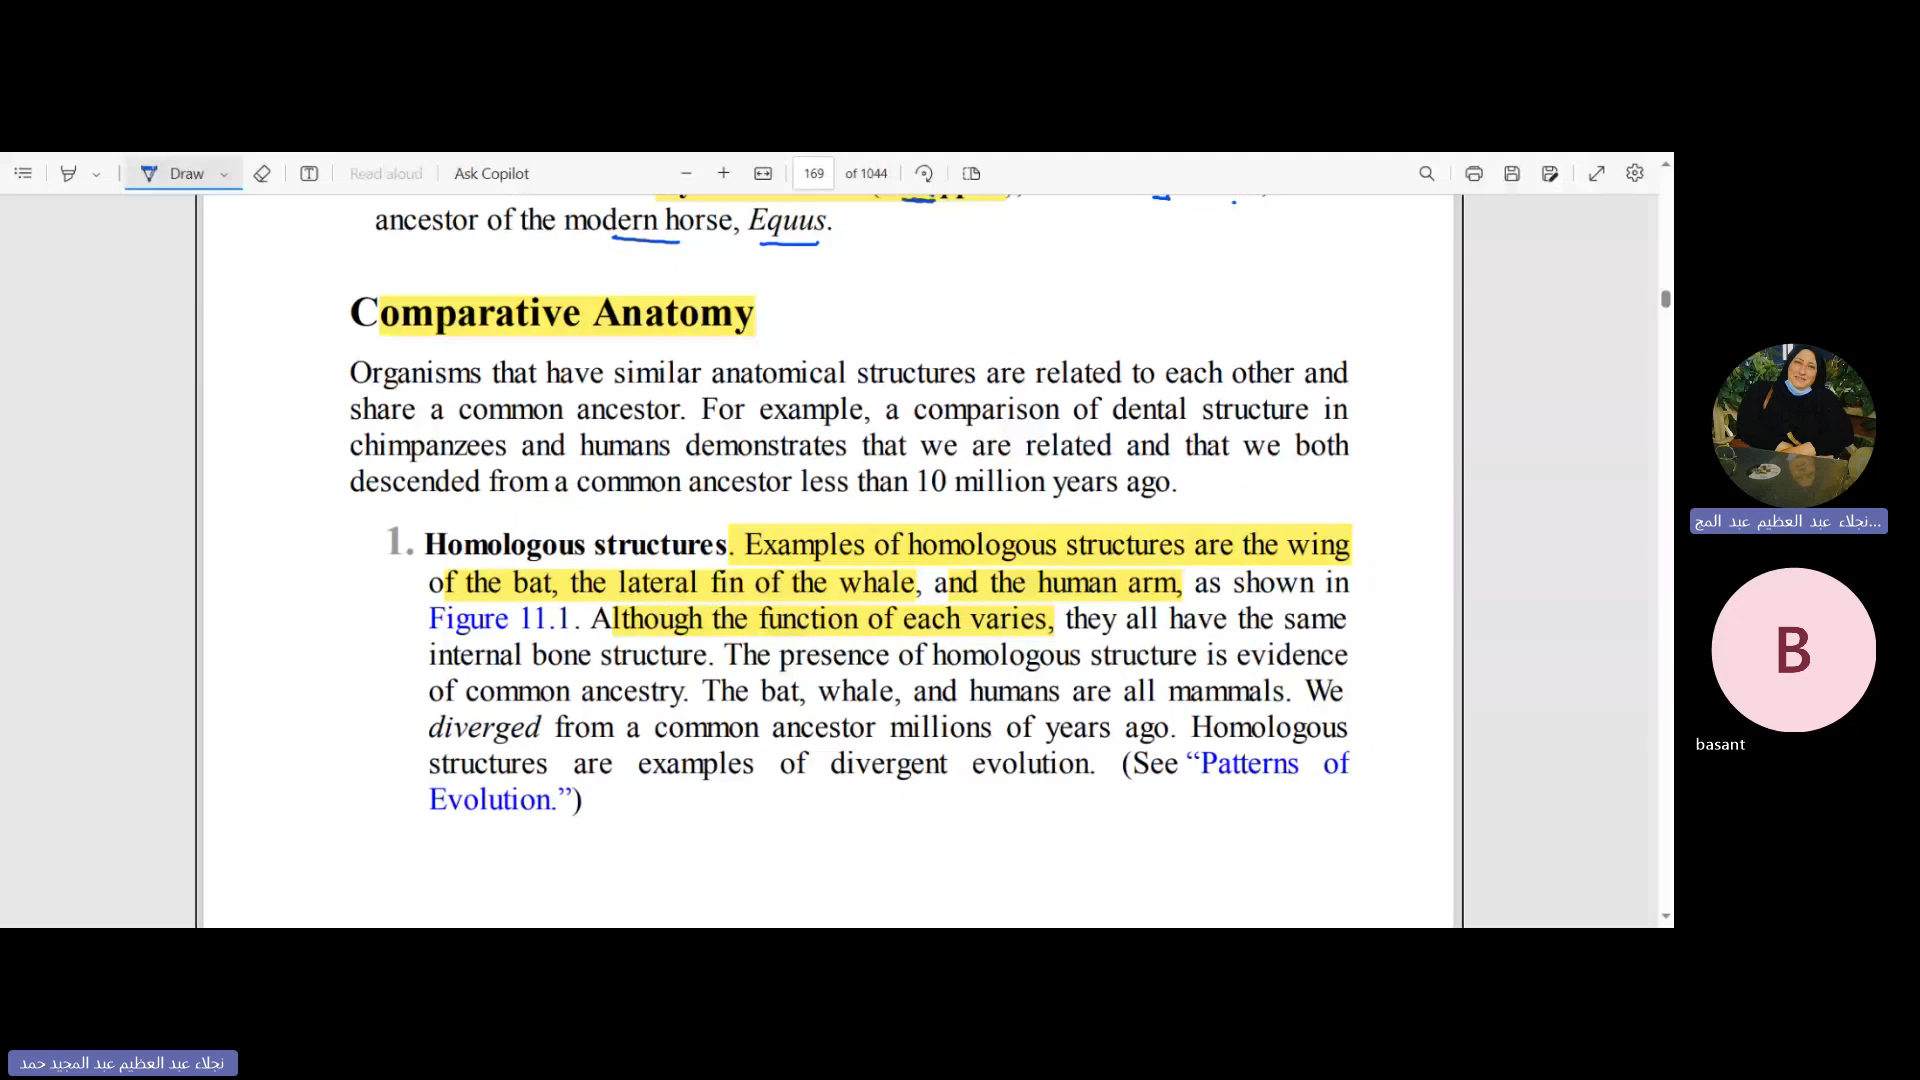 Draw
Read aloud
Ask Copilot
169 of 1044
ancestor of the modern horse, Equus.
Comparative Anatomy
Organisms that have similar anatomical structures are related to each other and
share a common ancestor. For example, a comparison of dental structure in
chimpanzees and humans demonstrates that we are related and that we both
descended from a common ancestor less than 10 million years ago.
1. Homologous structures. Examples of homologous structures are the wing
of the bat, the lateral fin of the whale, and the human arm, as shown in
Figure 11.1. Although the function of each varies, they all have the same
internal bone structure. The presence of homologous structure is evidence
of common ancestry. The bat, whale, and humans are all mammals. We
diverged from a common ancestor millions of years ago. Homologous
structures are examples of divergent evolution. (See “Patterns of
Evolution.”)
نجلاء عبد العظيم عبد المج...
B
basant
نجلاء عبد العظيم عبد المجيد حمد